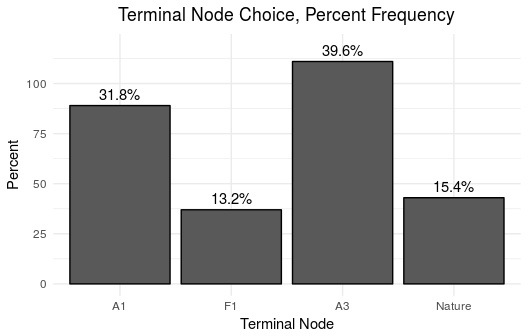 Terminal Node Choice, Percent Frequency
39.6%
31.8%
15.4%
13.2%
100
75
50
25
0
Percent
A1 F1 A3 Nature
Terminal Node